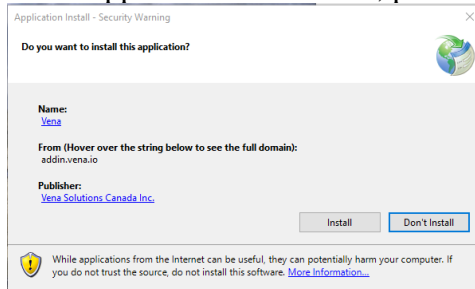 Application Install - Security Warning
Do you want to install this application?
Name:
Vena
From (Hover over the string below to see the full domain):
addin.vena.io
Publisher:
Vena Solutions Canada Inc.
Install
Don't Install
While applications from the Internet can be useful, they can potentially harm your computer. If
you do not trust the source, do not install this software. More Information...